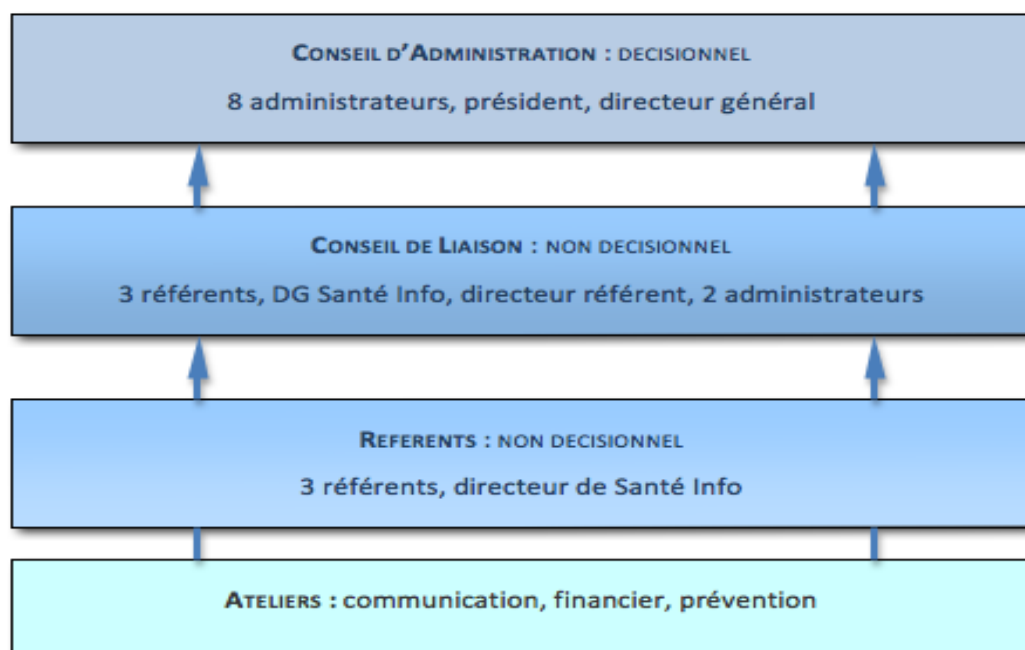 CONSEIL D'ADMINISTRATION : DECISIONNEL
8 administrateurs, président, directeur général
CONSEIL DE LIAISON : NON DECISIONNEL
3 référents, DG Santé Info, directeur référent, 2 administrateurs
REFERENTS : NON DECISIONNEL
3 référents, directeur de Santé Info
ATELIERS : communication, financier, prévention